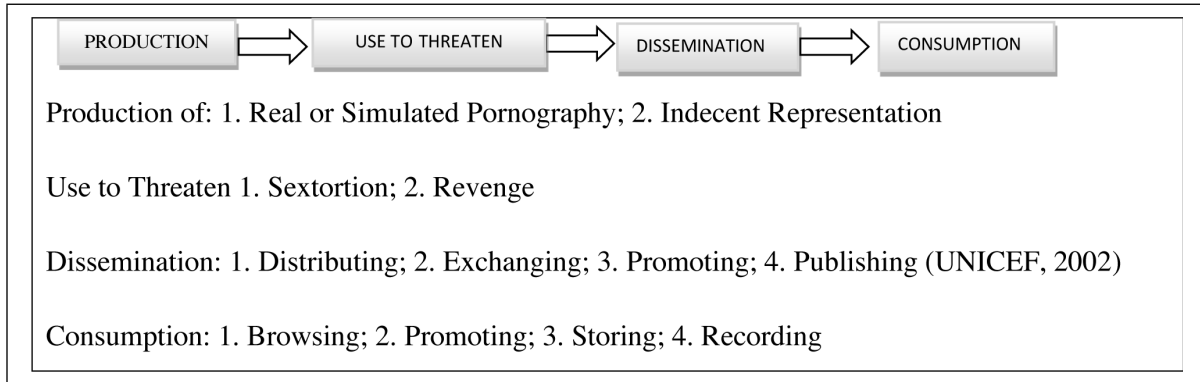 PRODUCTION USE TO THREATEN DISSEMINATION CONSUMPTION
Production of: 1. Real or Simulated Pornography; 2. Indecent Representation
Use to Threaten 1. Sextortion; 2. Revenge
Dissemination: 1. Distributing; 2. Exchanging; 3. Promoting; 4. Publishing (UNICEF, 2002)
Consumption: 1. Browsing; 2. Promoting; 3. Storing; 4. Recording